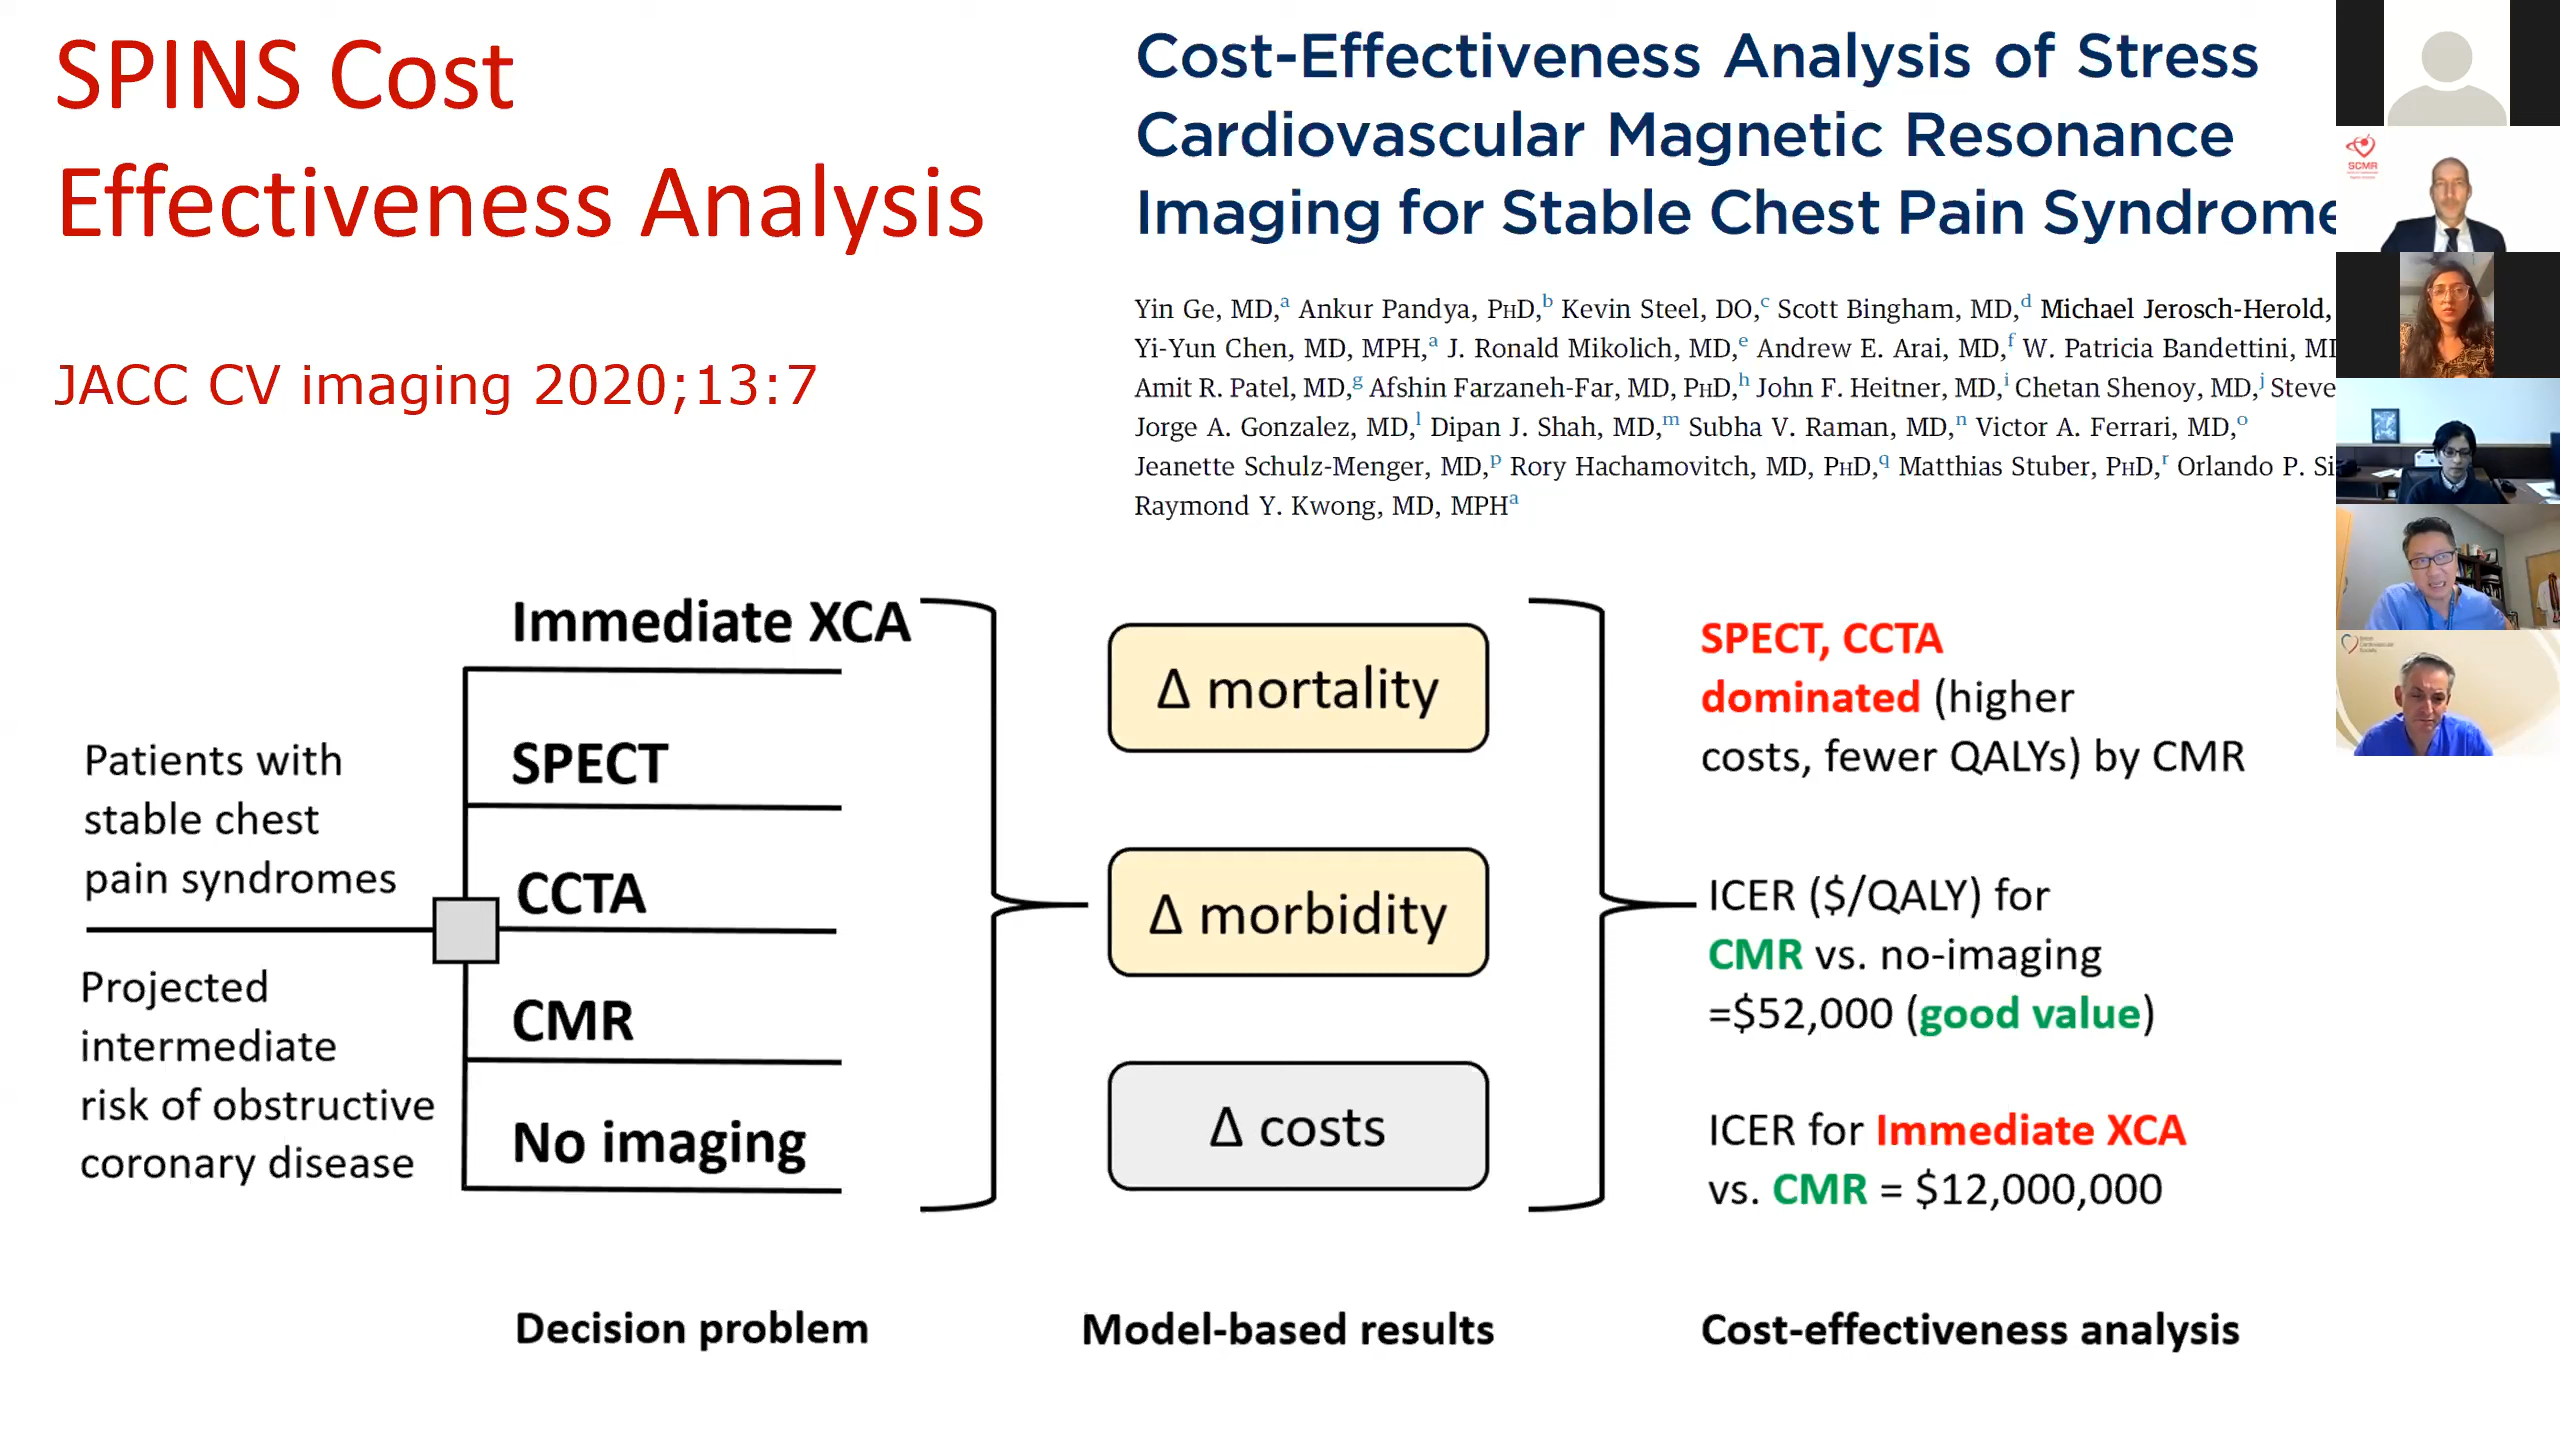 SPINS Cost
Effectiveness Analysis
JACC CV imaging 2020;13:7
Cost-Effectiveness Analysis of Stress
Cardiovascular Magnetic Resonance
Imaging for Stable Chest Pain Syndrome
Yin Ge, MD,a Ankur Pandya, PhD,b Kevin Steel, DO,c Scott Bingham, MD,d Michael Jerosch-Herold,
Yi-Yun Chen, MD, MPH,a J. Ronald Mikolich, MD,e Andrew E. Arai, MD,f W. Patricia Bandettini,
Amit R. Patel, MD,g Afshin Farzaneh-Far, MD, PhD,h John F. Heitner, MD,i Chetan Shenoy, MD,j Steve
Jorge A. Gonzalez, MD,l Dipan J. Shah, MD,m Subha V. Raman, MD,n Victor A. Ferrari, MD,o
Jeanette Schulz-Menger, MD,p Rory Hachamovitch, MD, PhD,q Matthias Stuber, PhD,r Orlando P. Si
Raymond Y. Kwong, MD, MPHa
SCMR
Patients with
stable chest
pain syndromes
Projected
intermediate
risk of obstructive
coronary disease
Immediate XCA
SPECT
CCTA
CMR
No imaging
Decision problem
Δ mortality
Δ morbidity
Δ costs
Model-based results
SPECT, CCTA
dominated (higher
costs, fewer QALYs) by CMR
ICER ($/QALY) for
CMR vs. no-imaging
=$52,000 (good value)
ICER for Immediate XCA
vs. CMR = $12,000,000
Cost-effectiveness analysis